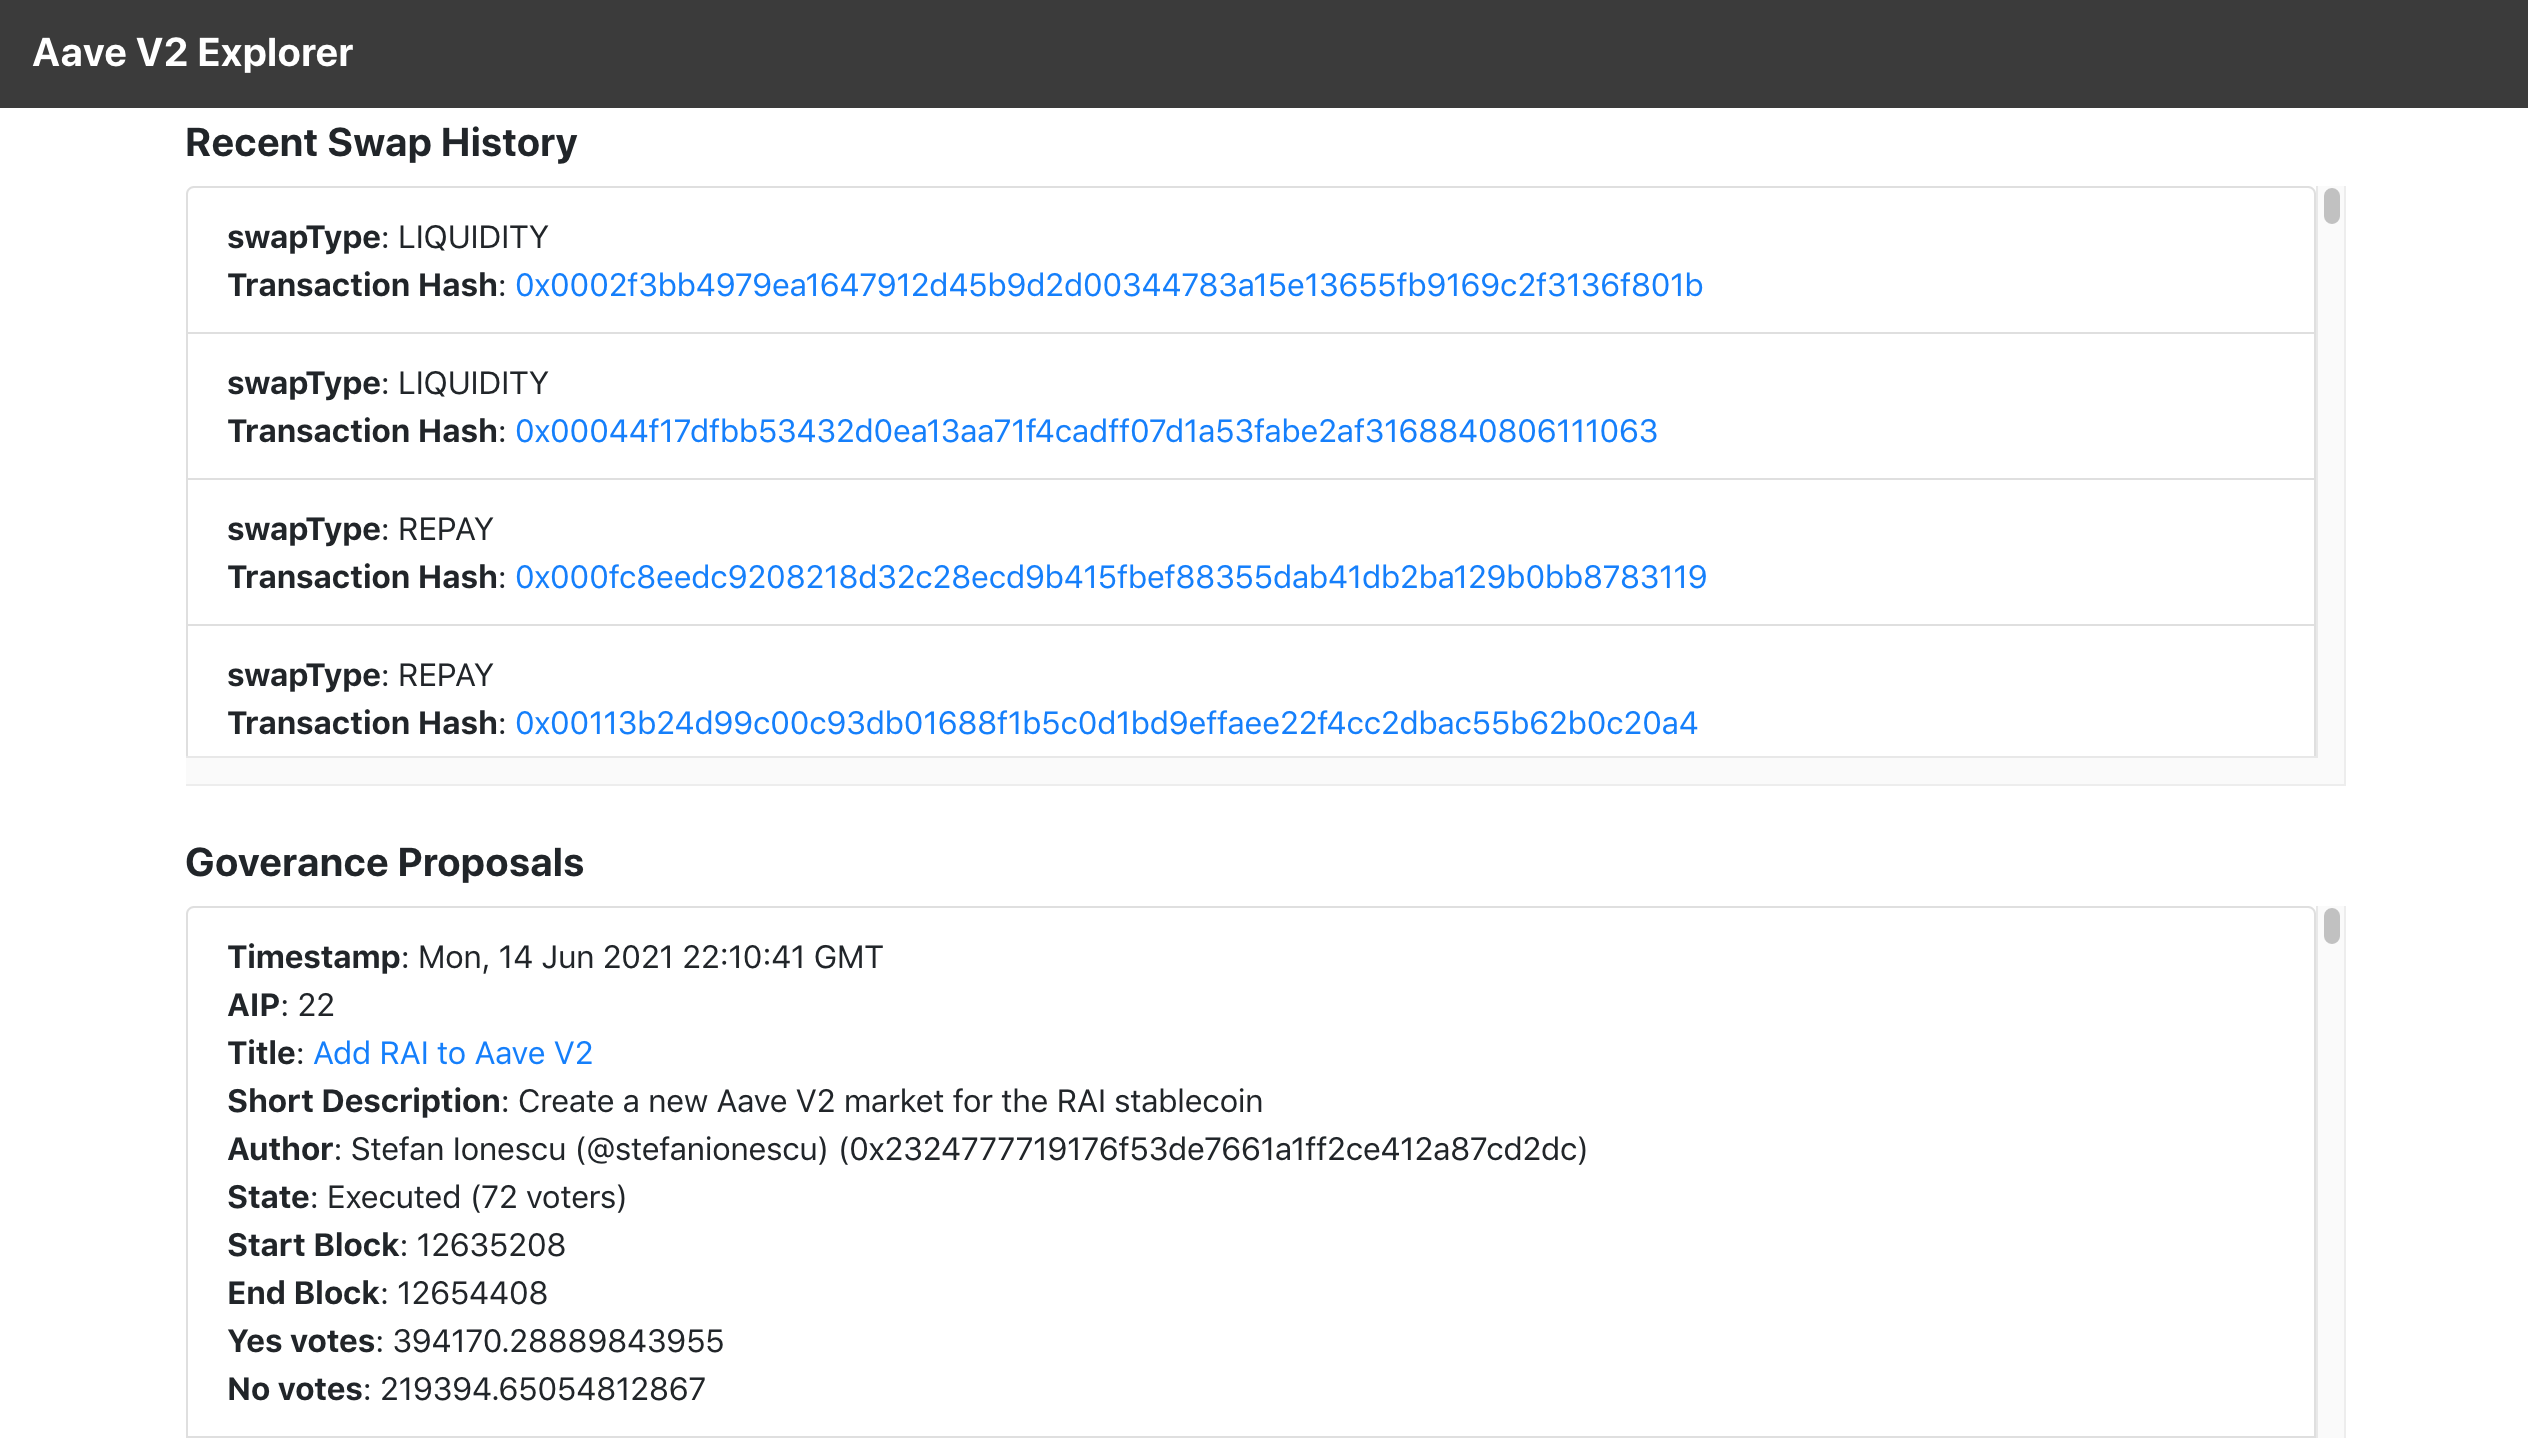 Aave V2 Explorer
Recent Swap History
swapType: LIQUIDITY
Transaction Hash: 0x0002f3bb4979ea1647912d45b9d2d00344783a15e13655fb9169c2f3136f801b
swapType: LIQUIDITY
Transaction Hash: 0x00044f17dfbb53432d0ea13aa71f4cadff07d1a53fabe2af3168840806111063
swapType: REPAY
Transaction Hash: 0x000fc8eedc9208218d32c28ecd9b415fbef88355dab41db2ba129b0bb8783119
swapType: REPAY
Transaction Hash: 0x00113b24d99c00c93db01688f1b5c0d1bd9effaee22f4cc2dbac55b62b0c20a4
Goverance Proposals
Timestamp: Mon, 14 Jun 2021 22:10:41 GMT
AIP: 22
Title: Add RAI to Aave V2
Short Description: Create a new Aave V2 market for the RAI stablecoin
Author: Stefan Ionescu (@stefanionescu) (0x2324777719176f53de7661a1ff2ce412a87cd2dc)
State: Executed (72 voters)
Start Block: 12635208
End Block: 12654408
Yes votes: 394170.28889843955
No votes: 219394.65054812867